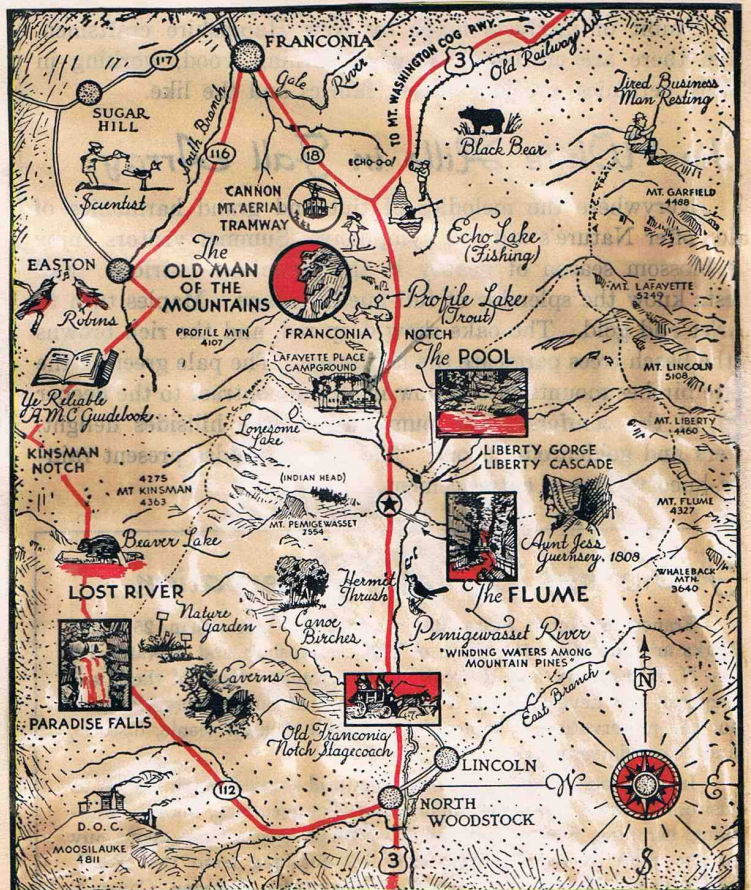 FRANCONIA
117
Gale River
TO MT. WASHINGTON COG RWY.
3
Old Railway Bed
Tired Business
Man Resting
SUGAR
HILL
South Branch
116
18
ECHO-O-O!
Black Bear
A.M.C. TRAIL
Scientist
CANNON
MT. AERIAL
TRAMWAY
MT. GARFIELD
4488
Echo Lake
(Fishing)
EASTON
The
OLD MAN
OF THE
MOUNTAINS
MT. LAFAYETTE
5249
Robins
Profile Lake
(Trout)
PROFILE MTN.
4107
FRANCONIA
NOTCH
LAFAYETTE PLACE
CAMPGROUND
The POOL
MT. LINCOLN
5108
Ye Reliable
A.M.C Guidebook
Lonesome
Lake
MT. LIBERTY
4460
KINSMAN
NOTCH
LIBERTY GORGE
LIBERTY CASCADE
4275
MT KINSMAN
4363
(INDIAN HEAD)
MT. PEMIGEWASSET
2554
MT. FLUME
4327
Beaver Lake
Aunt Jess
Guernsey, 1808
WHALEBACK
MTN.
3640
LOST RIVER
Hermit
Thrush
The FLUME
Nature
Garden
Canoe
Birches
Pemigewasset River
"WINDING WATERS AMONG
MOUNTAIN PINES"
N
Caverns
East Branch
PARADISE FALLS
Old Franconia
Notch Stagecoach
LINCOLN
W
E
112
NORTH
WOODSTOCK
D.O.C.
MOOSILAUKE
4811
3
S